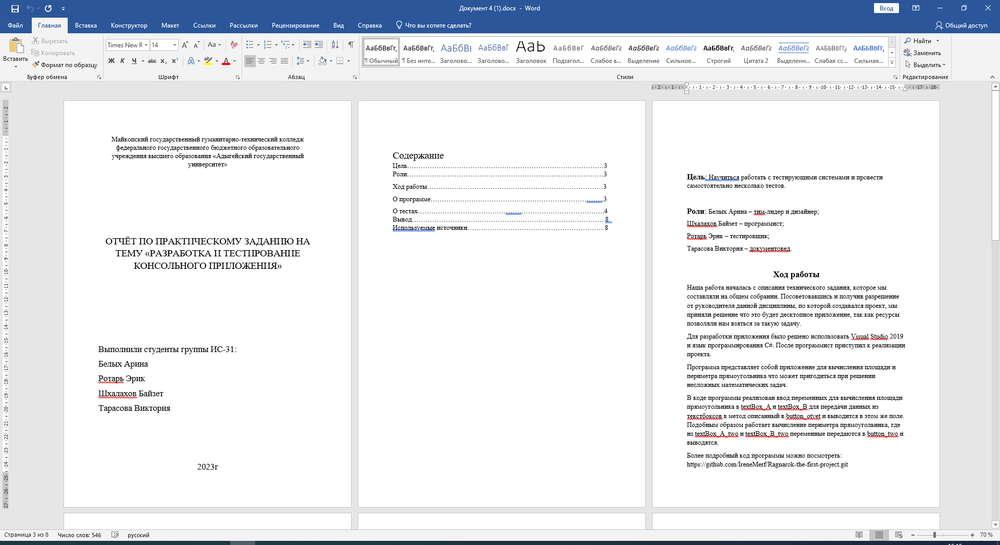 Документ 4 (1).docx - Word
Вход
Файл Главная Вставка Конструктор Макет Ссылки Рассылки Рецензирование Вид Справка Что вы хотите сделать? Общий доступ
Вставить
Вырезать
Копировать
Формат по образцу
Буфер обмена
Times New R 14
Ж К Ч abc x₂ x²
Шрифт
Абзац
АаБбВвГг, АаБбВвГг, АаБбВв АаБбВвГ АаЬ АаБбВвГ АаБбВвГг АаБбВвГг АаБбВвГг АаБбВвГг, АаБбВвГг АаБбВвГг ААББВВГГ, ААББВВГГ,
¶ Обычный ¶ Без инте... Заголово... Заголово... Заголовок Подзагол... Слабое в... Выделение Сильное... Строгий Цитата 2 Выделенн... Слабая сс... Сильная...
Стили
Найти
Заменить
Выделить
Редактирование
Майкопский государственный гуманитарно-технический колледж
федерального государственного бюджетного образовательного
учреждения высшего образования «Адыгейский государственный
университет»
ОТЧЁТ ПО ПРАКТИЧЕСКОМУ ЗАДАНИЮ НА
ТЕМУ «РАЗРАБОТКА И ТЕСТИРОВАНИЕ
КОНСОЛЬНОГО ПРИЛОЖЕНИЯ»
Выполнили студенты группы ИС-31:
Белых Арина
Ротарь Эрик
Шхалахов Байзет
Тарасова Виктория
2023г
Содержание
Цель……………………………………………………………………………3
Роли……………………………………………………………………………3
Ход работы……………………………………………………………………3
О программе…………………………………………………………………3
О тестах………………………………………………………………………4
Вывод………………………………………………………………………… 8
Используемые источники…………………………………………………… 8
Цель: Научиться работать с тестирующими системами и провести
самостоятельно несколько тестов.
Роли: Белых Арина – тим-лидер и дизайнер;
Шхалахов Байзет – программист;
Ротарь Эрик – тестировщик;
Тарасова Виктория – документовед.
Ход работы
Наша работа началась с описания технического задания, которое мы
составляли на общем собрании. Посоветовавшись и получив разрешение
от руководителя данной дисциплины, по которой создавался проект, мы
приняли решение что это будет десктопное приложение, так как ресурсы
позволяли нам взяться за такую задачу.
Для разработки приложения было решено использовать Visual Studio 2019
и язык программирования C#. После программист приступил к реализации
проекта.
Программа представляет собой приложение для вычисления площади и
периметра прямоугольника что может пригодиться при решении
несложных математических задач.
В коде программы реализован ввод переменных для вычисления площади
прямоугольника в textBox_A и textBox_B для передачи данных из
текстбоксов в метод описанный в button_otvet и выводится в этом же поле.
Подобным образом работает вычисление периметра прямоугольника, где
из textBox_A_two и textBox_B_two переменные передаются в button_two и
выводятся.
Более подробный код программы можно посмотреть:
https://github.com/IreneMerf/Ragnarok-the-first-project.git
Страница 3 из 8 Число слов: 546 русский 70 %